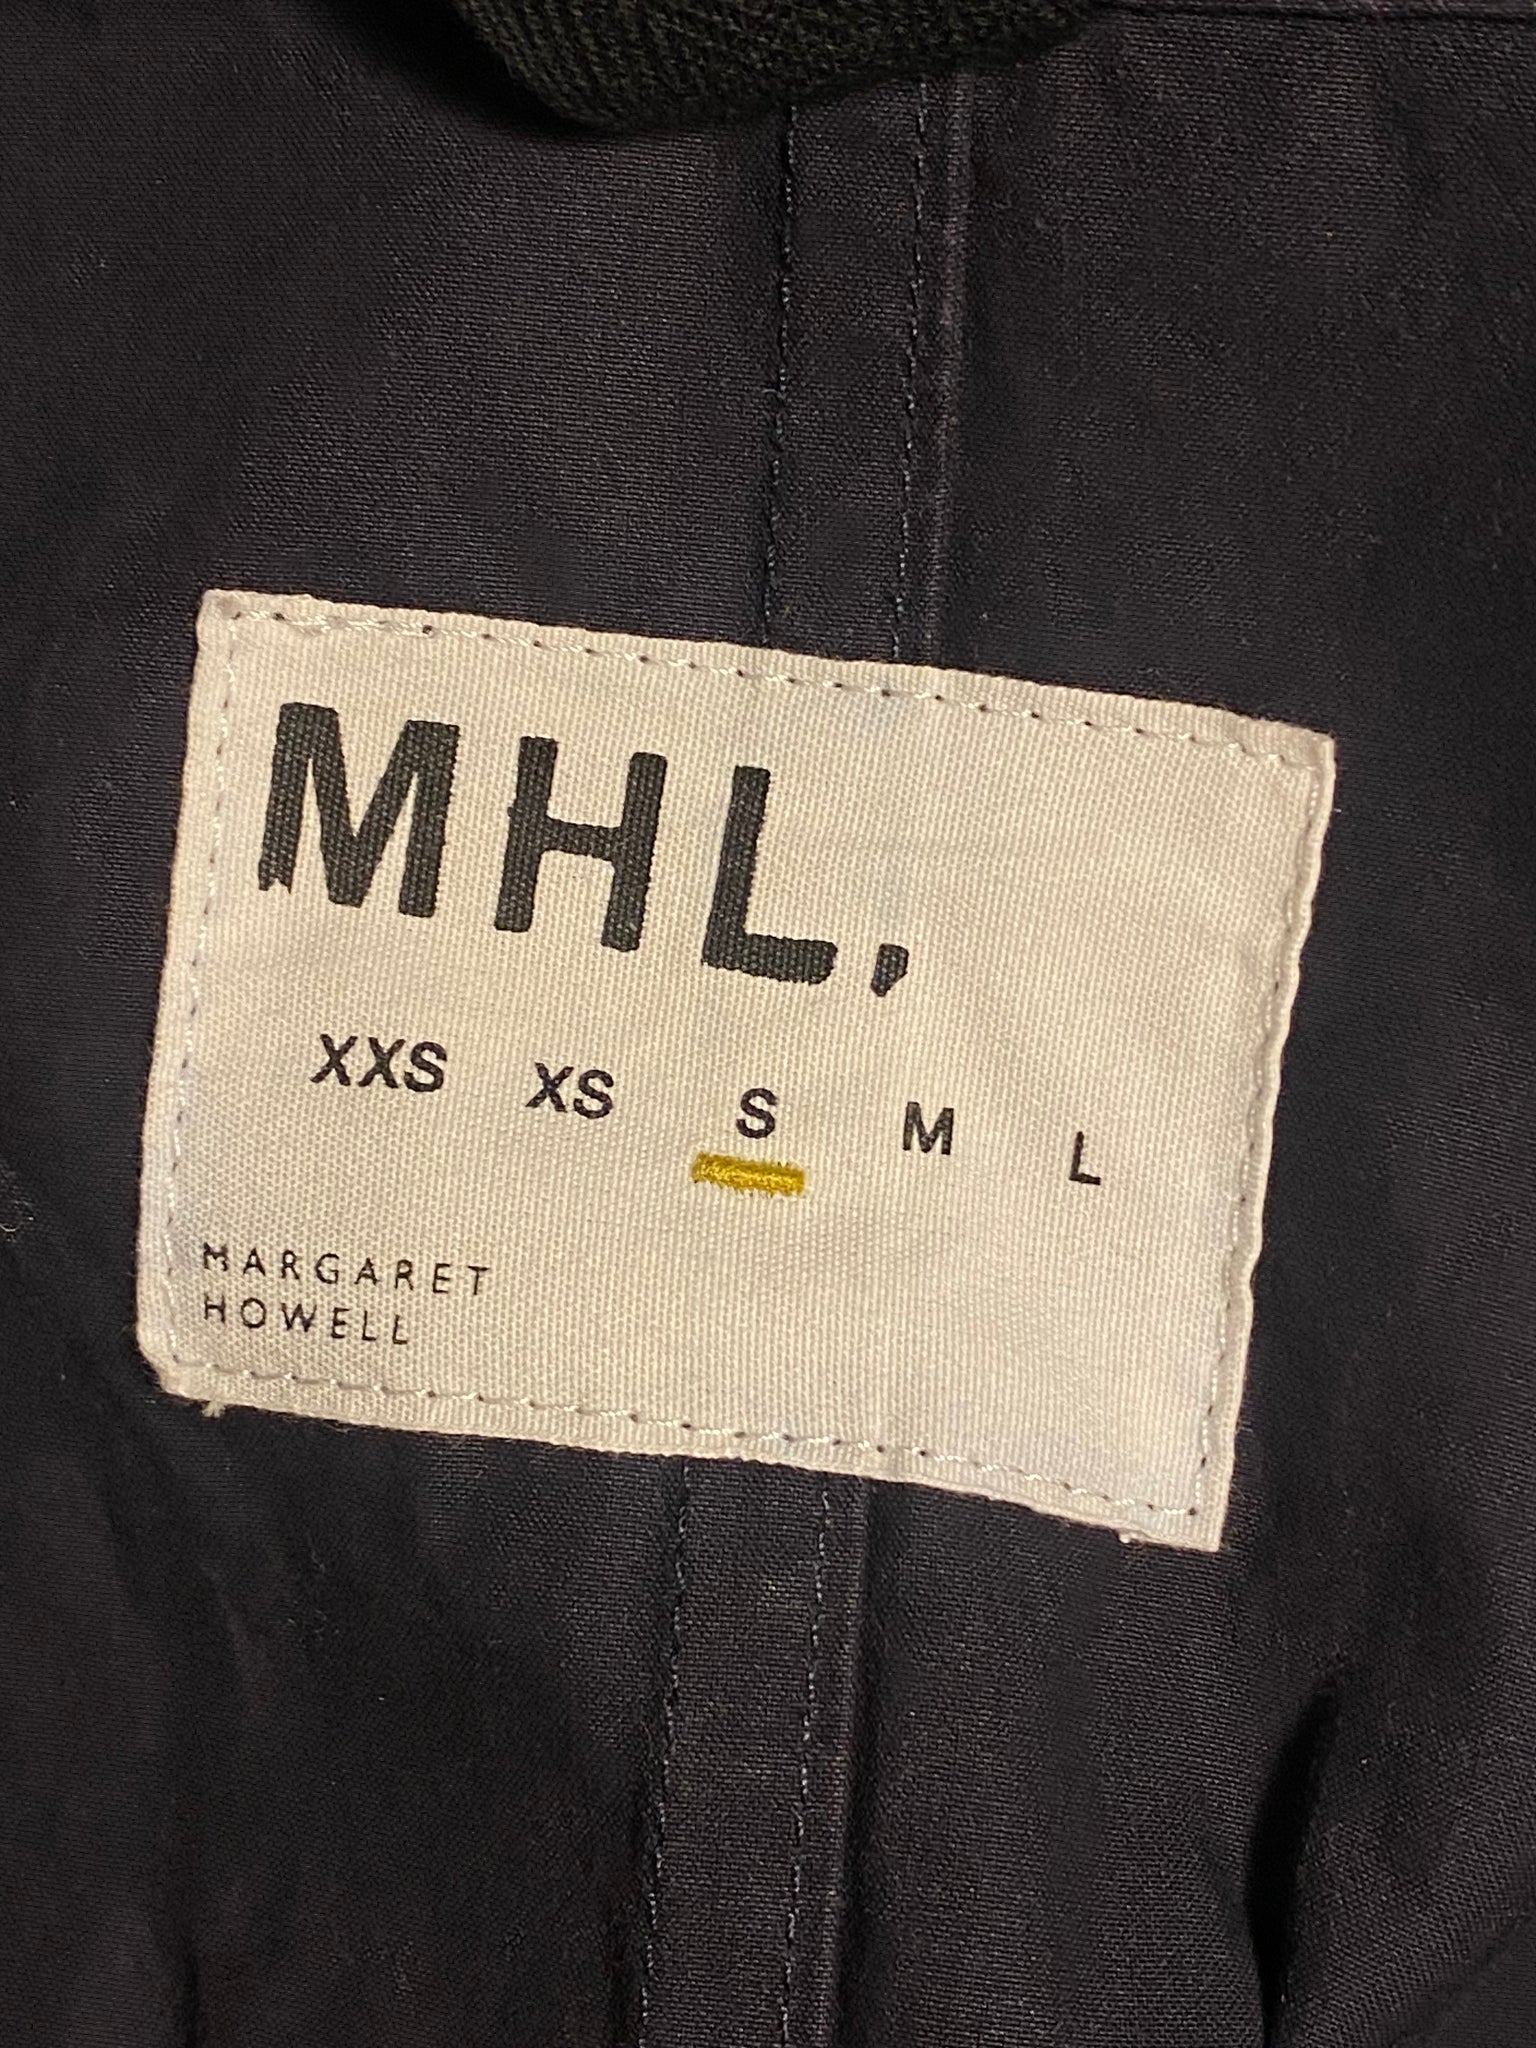 MHL,
XXS XS S M L
MARGARET
HOWELL